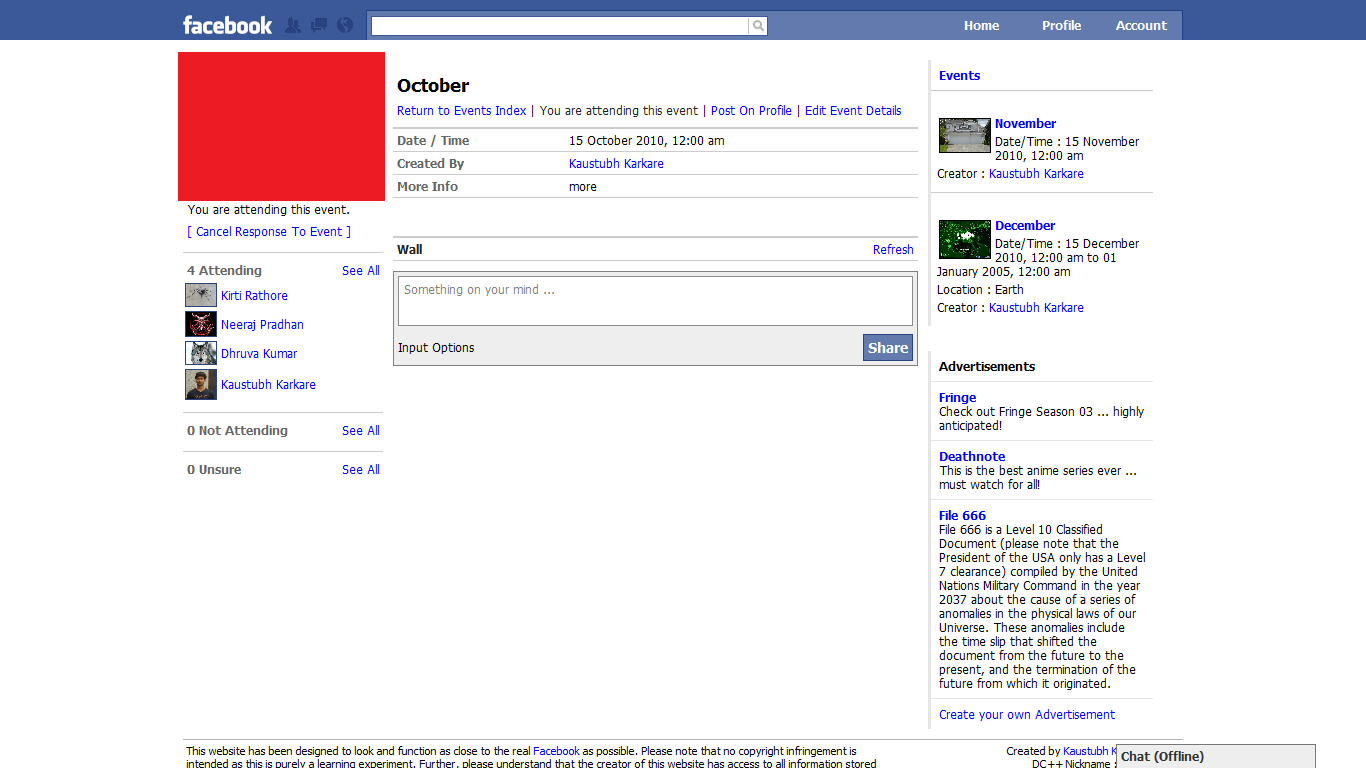 facebook
Home Profile Account
October
Return to Events Index | You are attending this event | Post On Profile | Edit Event Details
Date / Time 15 October 2010, 12:00 am
Created By Kaustubh Karkare
More Info more
You are attending this event.
[ Cancel Response To Event ]
4 Attending See All
Kirti Rathore
Neeraj Pradhan
Dhruva Kumar
Kaustubh Karkare
0 Not Attending See All
0 Unsure See All
Wall Refresh
Something on your mind ...
Input Options Share
Events
November
Date/Time : 15 November
2010, 12:00 am
Creator : Kaustubh Karkare
December
Date/Time : 15 December
2010, 12:00 am to 01
January 2005, 12:00 am
Location : Earth
Creator : Kaustubh Karkare
Advertisements
Fringe
Check out Fringe Season 03 ... highly
anticipated!
Deathnote
This is the best anime series ever ...
must watch for all!
File 666
File 666 is a Level 10 Classified
Document (please note that the
President of the USA only has a Level
7 clearance) compiled by the United
Nations Military Command in the year
2037 about the cause of a series of
anomalies in the physical laws of our
Universe. These anomalies include
the time slip that shifted the
document from the future to the
present, and the termination of the
future from which it originated.
Create your own Advertisement
This website has been designed to look and function as close to the real Facebook as possible. Please note that no copyright infringement is
intended as this is purely a learning experiment. Further, please understand that the creator of this website has access to all information stored
Created by Kaustubh K
DC++ Nickname :
Chat (Offline)